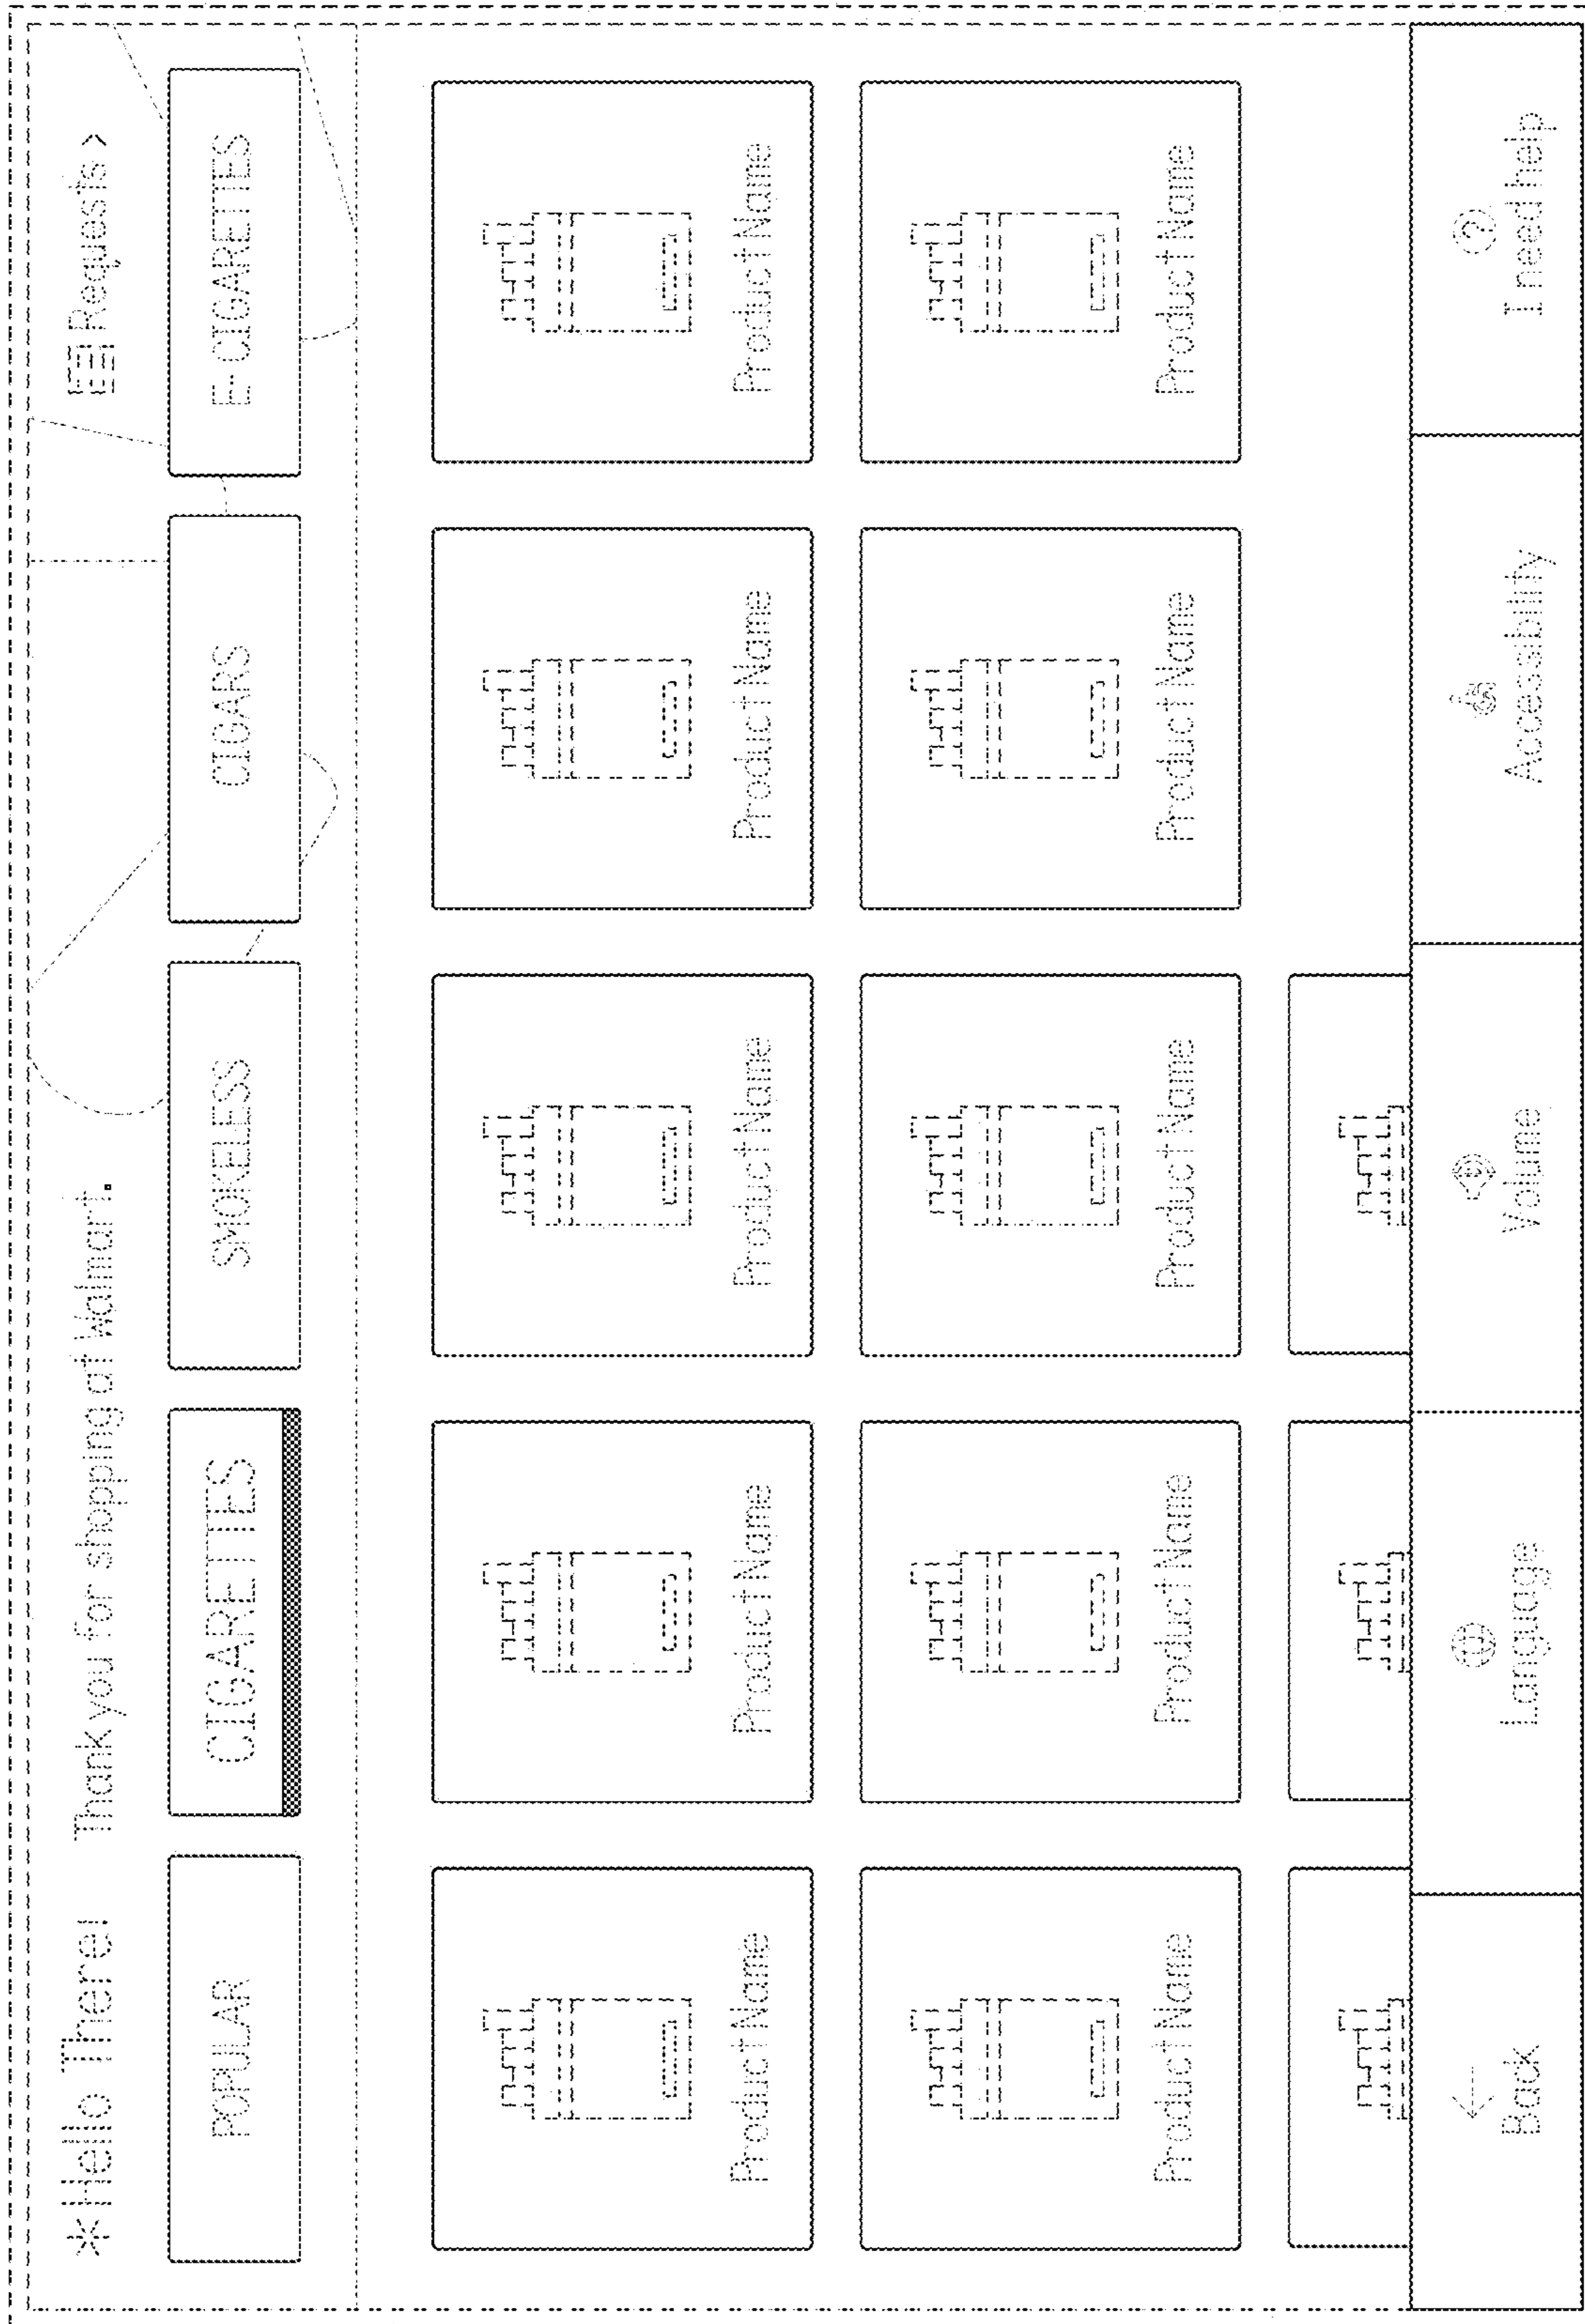 Hello There! Thank you for shopping at Walmart. Requests >
POPULAR CIGARETTES SMOKELESS CIGARS E-CIGARETTES
Product Name Product Name Product Name Product Name Product Name
Product Name Product Name Product Name Product Name Product Name
Back Language Volume Accessibility I need help